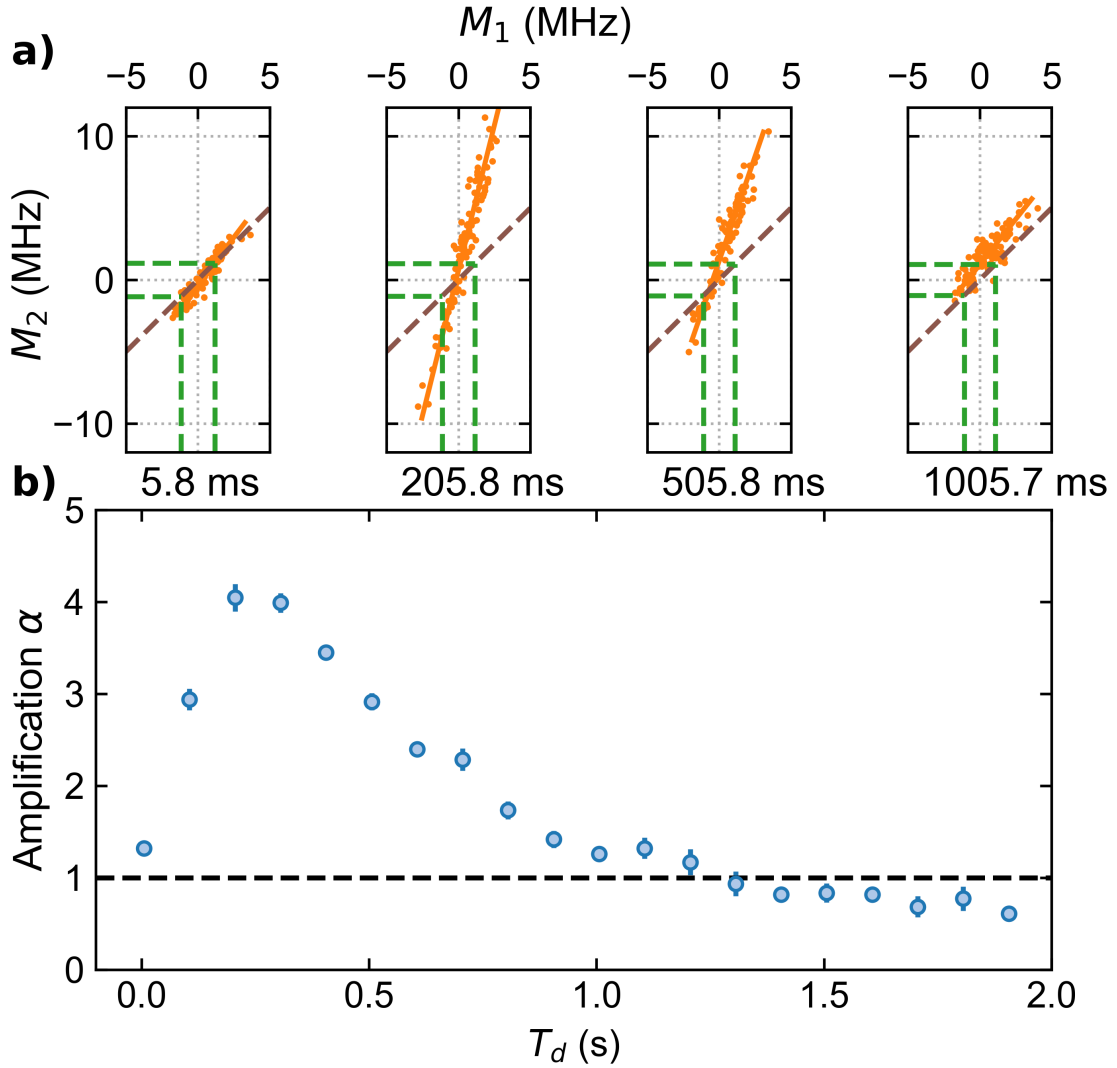 M₁ (MHz)
a)
−5 0 5 −5 0 5 −5 0 5 −5 0 5
10
0
−10
M₂ (MHz)
5.8 ms 205.8 ms 505.8 ms 1005.7 ms
b)
5
4
3
2
1
0
Amplification α
0.0 0.5 1.0 1.5 2.0
T_d (s)